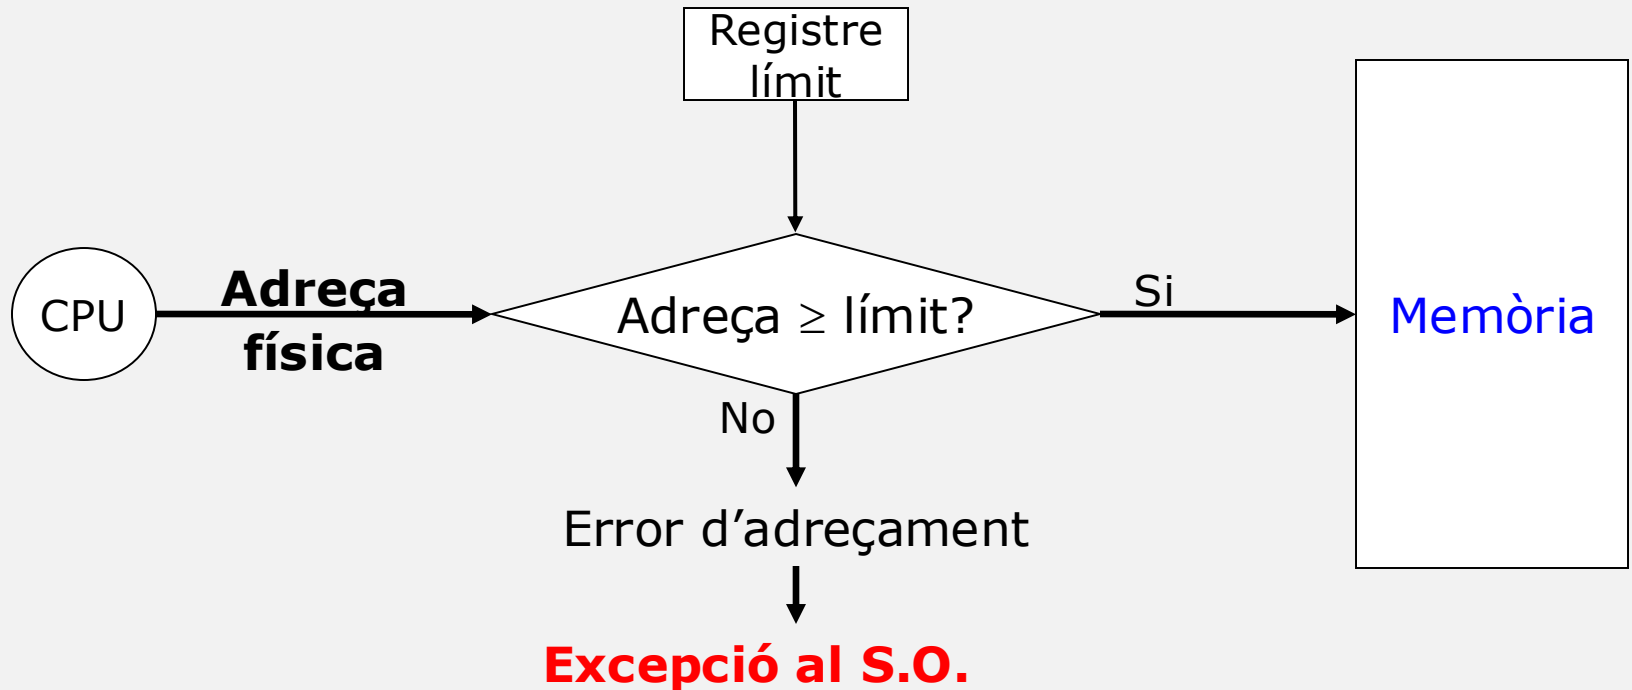 Registre
límit
CPU
Adreça
física
Adreça ≥ límit?
Si
Memòria
No
Error d’adreçament
Excepció al S.O.